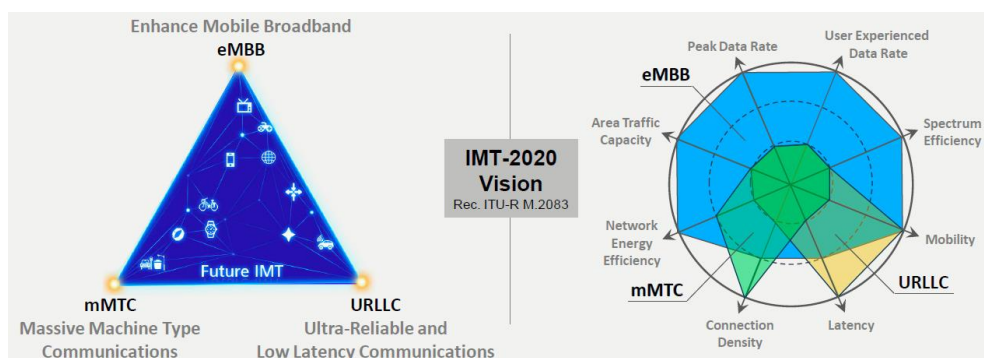 Enhance Mobile Broadband
eMBB
Future IMT
mMTC
Massive Machine Type
Communications
URLLC
Ultra-Reliable and
Low Latency Communications
IMT-2020
Vision
Rec. ITU-R M.2083
Peak Data Rate
User Experienced
Data Rate
eMBB
Area Traffic
Capacity
Spectrum
Efficiency
Network
Energy
Efficiency
Mobility
mMTC
URLLC
Connection
Density
Latency